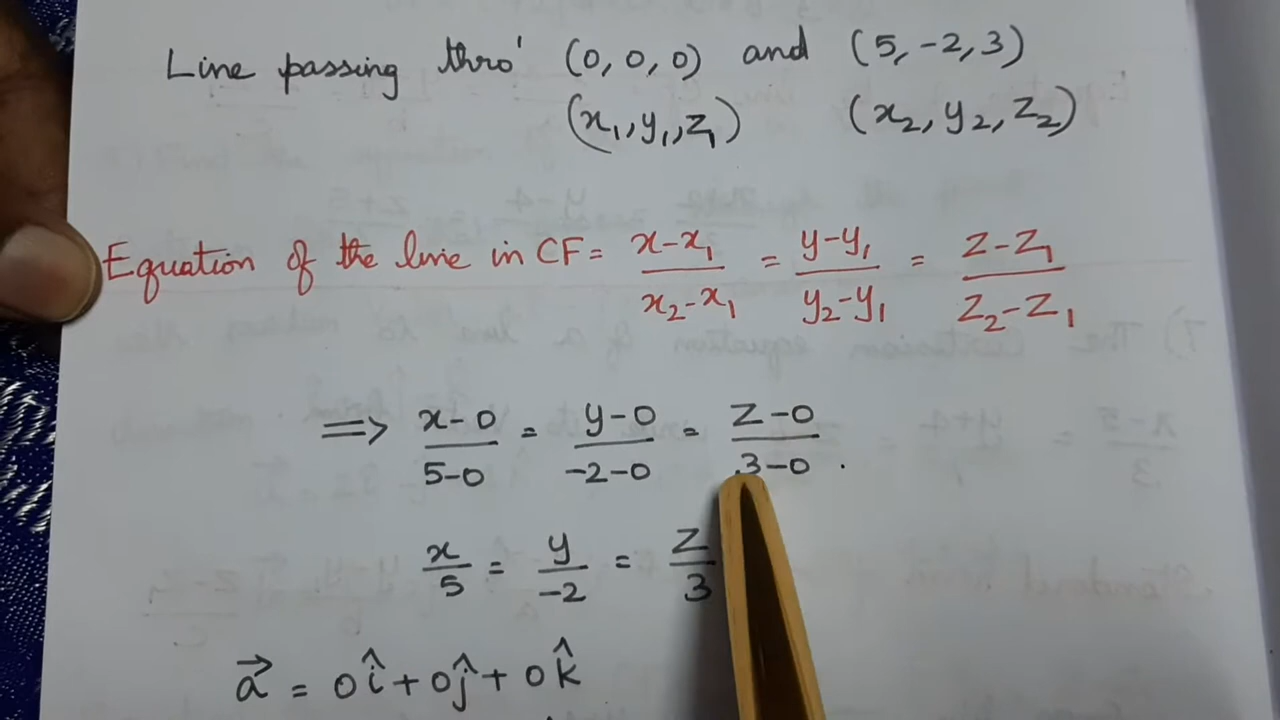 Line passing thro' (0, 0, 0) and (5, -2, 3)
(x₁, y₁, z₁) (x₂, y₂, z₂)
Equation of the line in CF = (x-x₁)/(x₂-x₁) = (y-y₁)/(y₂-y₁) = (z-z₁)/(z₂-z₁)
⇒ (x-0)/(5-0) = (y-0)/(-2-0) = (z-0)/(3-0) .
x/5 = y/-2 = z/3
a⃗ = 0î + 0ĵ + 0k̂